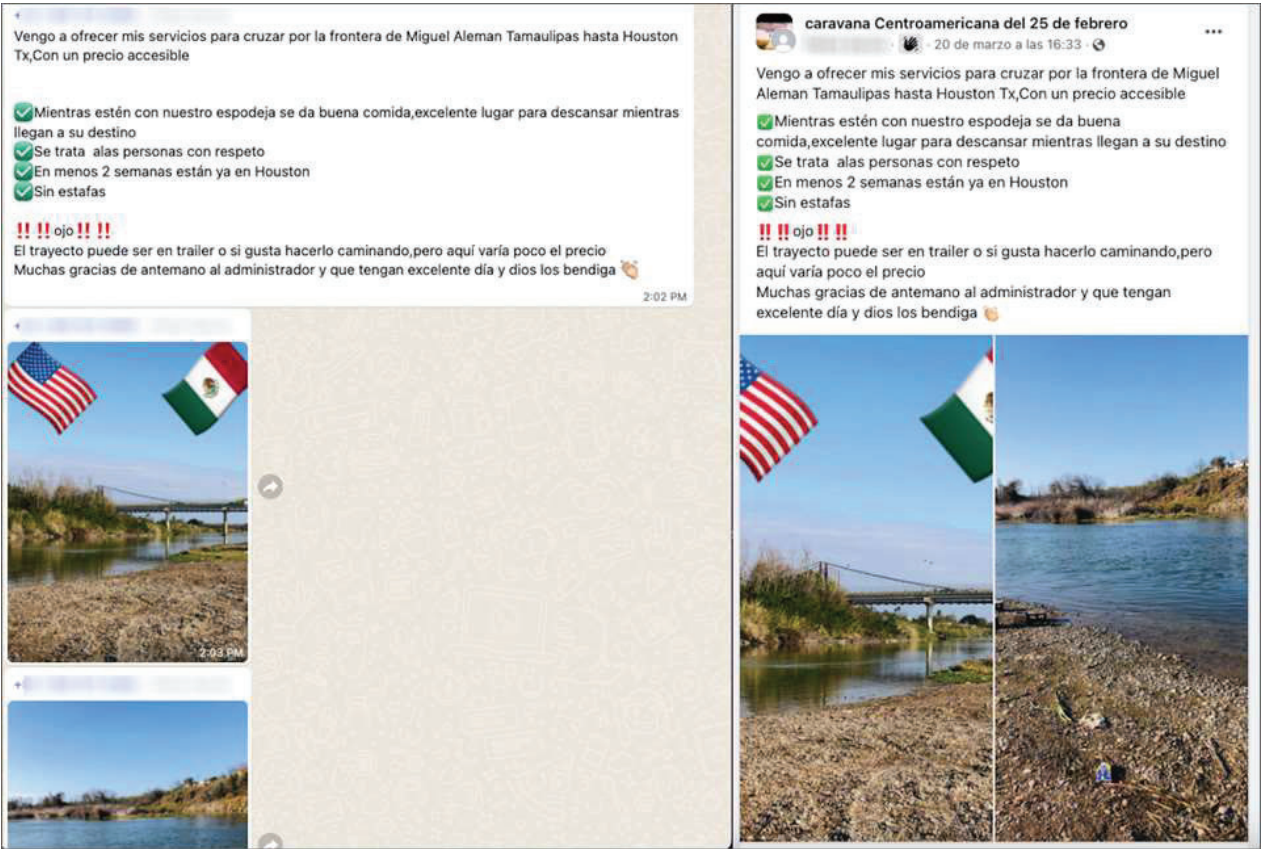 Vengo a ofrecer mis servicios para cruzar por la frontera de Miguel Aleman Tamaulipas hasta Houston
Tx,Con un precio accesible
Mientras estén con nuestro espodeja se da buena comida,excelente lugar para descansar mientras
llegan a su destino
Se trata alas personas con respeto
En menos 2 semanas están ya en Houston
Sin estafas
‼️ ‼️ ojo ‼️ ‼️
El trayecto puede ser en trailer o si gusta hacerlo caminando,pero aquí varía poco el precio
Muchas gracias de antemano al administrador y que tengan excelente día y dios los bendiga 👏🏻
2:02 PM
2:03 PM
caravana Centroamericana del 25 de febrero
· 20 de marzo a las 16:33 ·
Vengo a ofrecer mis servicios para cruzar por la frontera de Miguel
Aleman Tamaulipas hasta Houston Tx,Con un precio accesible
✅Mientras estén con nuestro espodeja se da buena
comida,excelente lugar para descansar mientras llegan a su destino
✅Se trata alas personas con respeto
✅En menos 2 semanas están ya en Houston
✅Sin estafas
‼️ ‼️ ojo ‼️ ‼️
El trayecto puede ser en trailer o si gusta hacerlo caminando,pero
aquí varía poco el precio
Muchas gracias de antemano al administrador y que tengan
excelente día y dios los bendiga 👏🏻